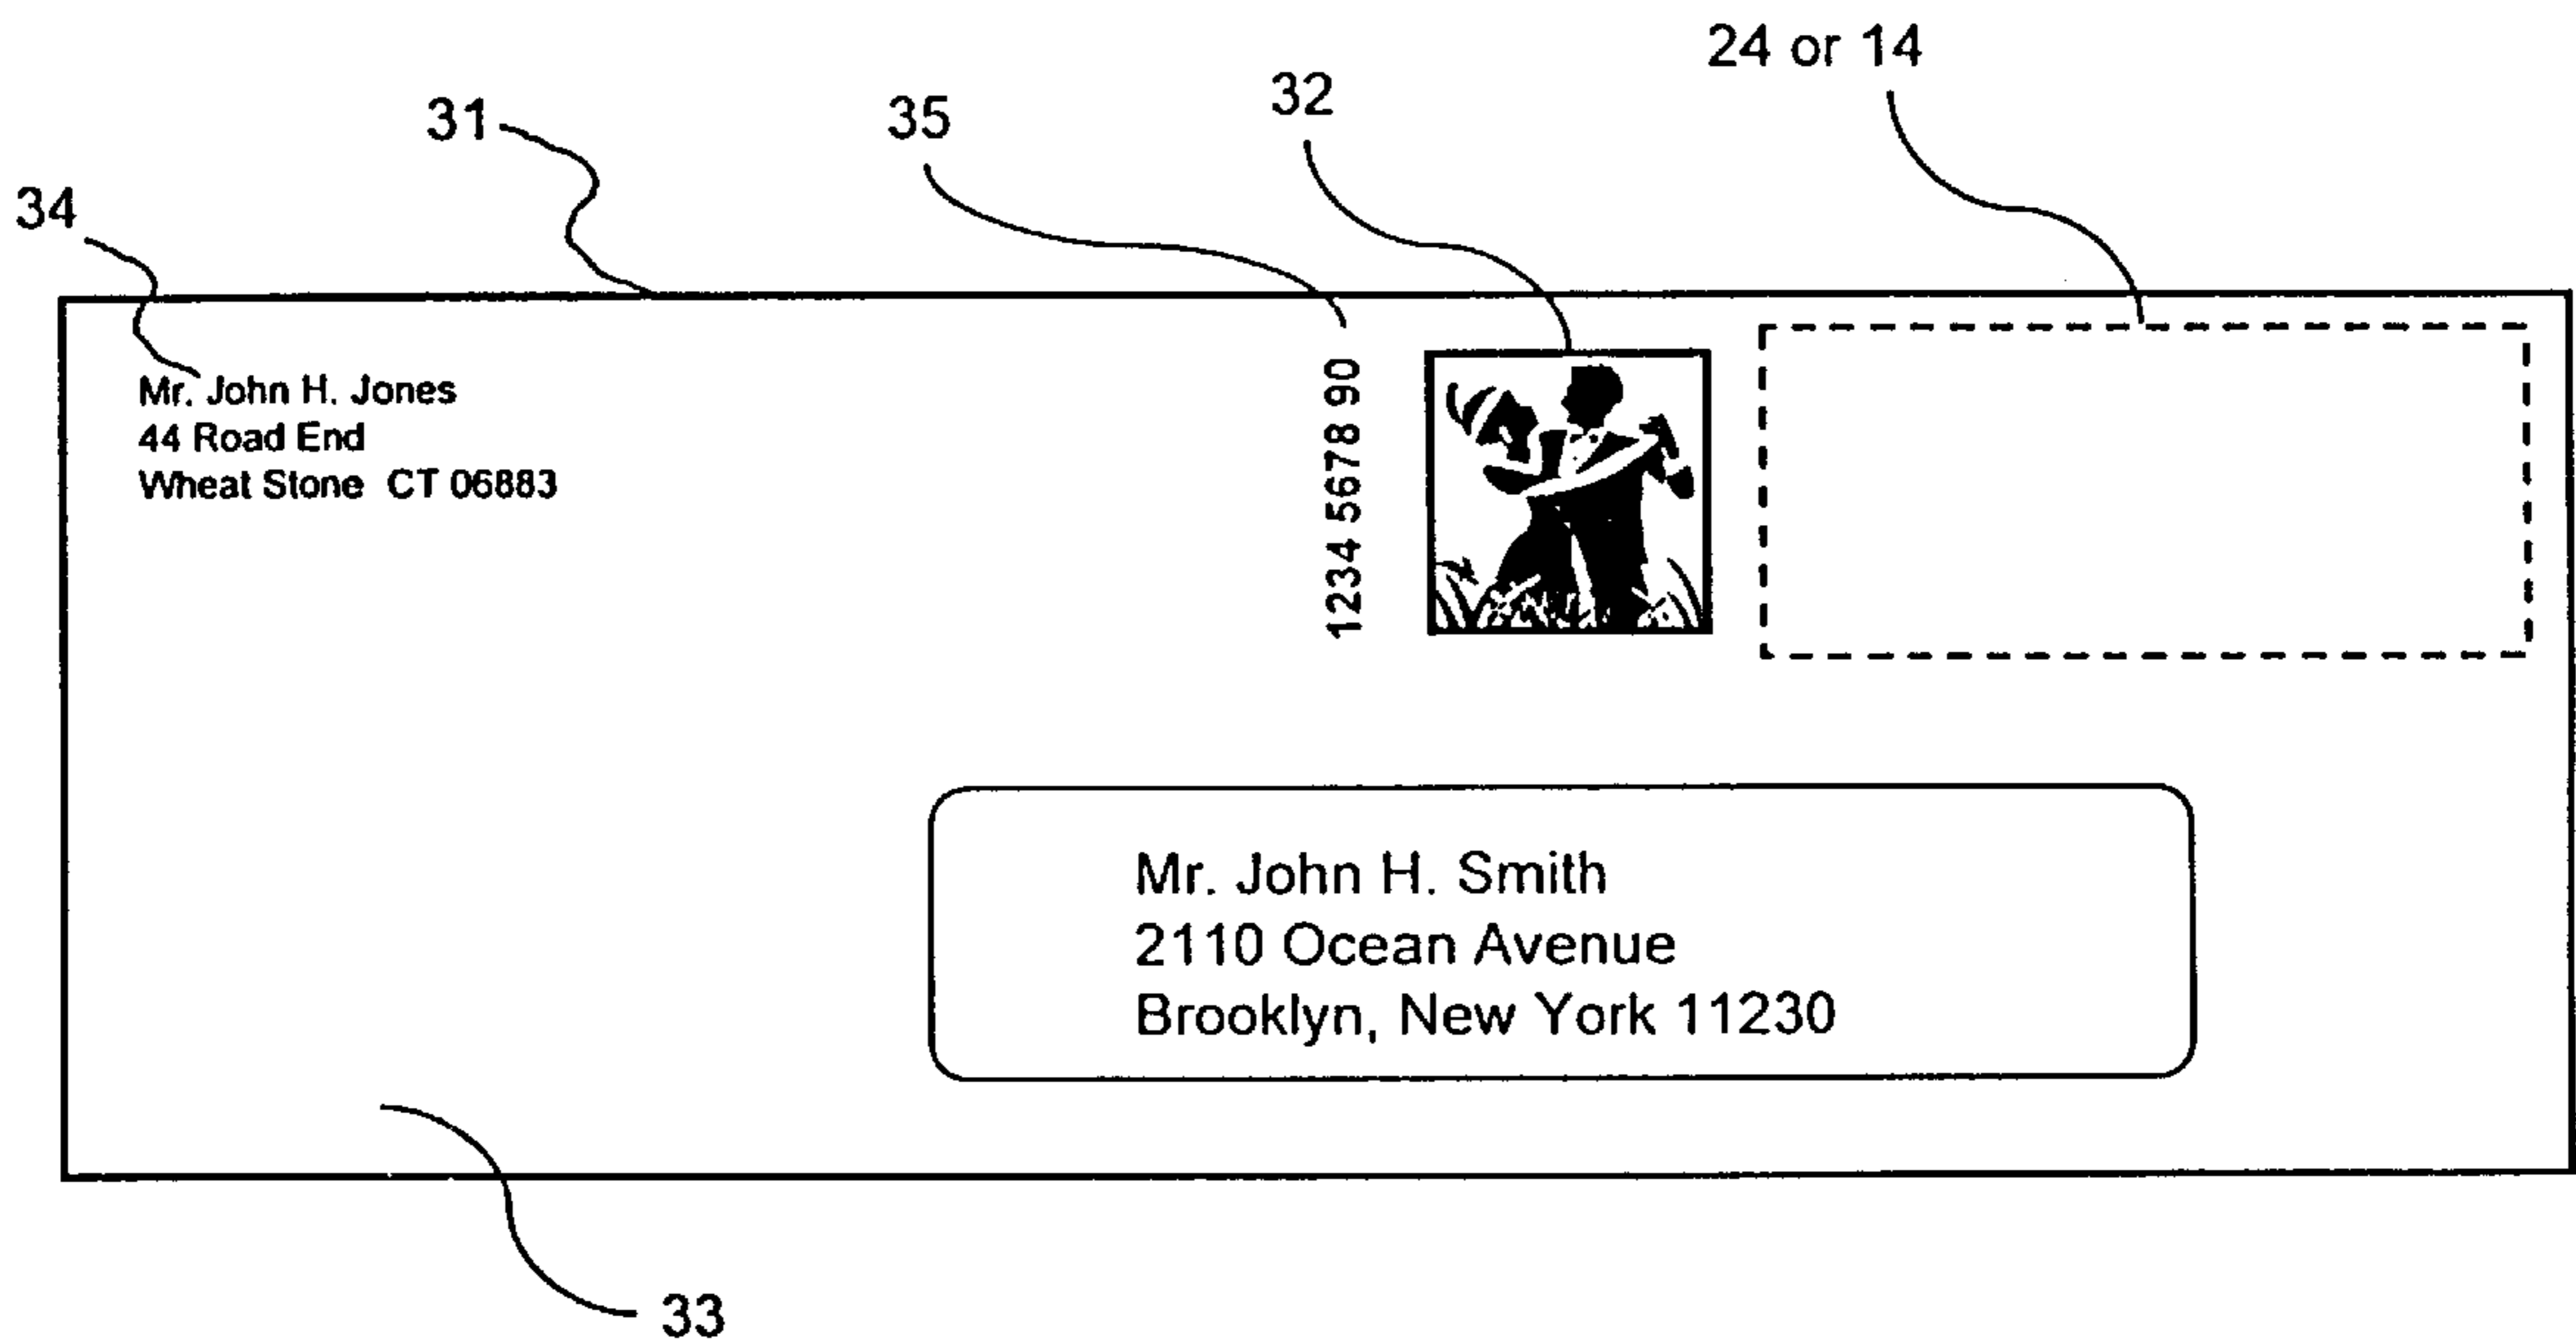 24 or 14
32
35
31
34
Mr. John H. Jones
44 Road End
Wheat Stone CT 06883
1234 5678 90
Mr. John H. Smith
2110 Ocean Avenue
Brooklyn, New York 11230
33